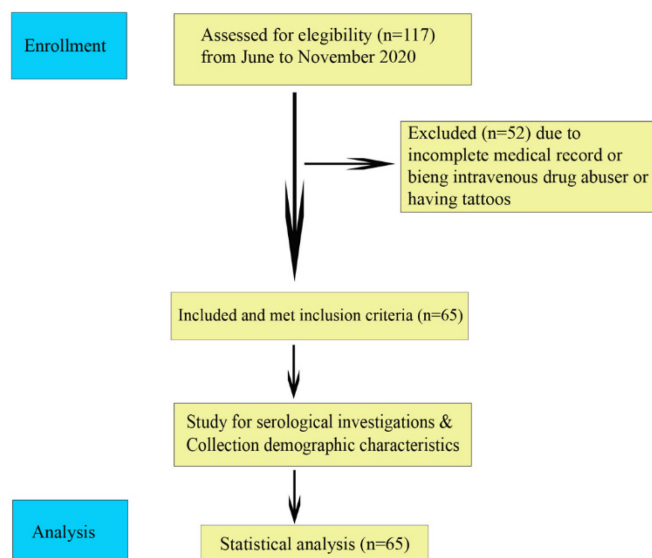 Enrollment
Assessed for elegibility (n=117)
from June to November 2020
Excluded (n=52) due to
incomplete medical record or
bieng intravenous drug abuser or
having tattoos
Included and met inclusion criteria (n=65)
Study for serological investigations &
Collection demographic characteristics
Analysis
Statistical analysis (n=65)